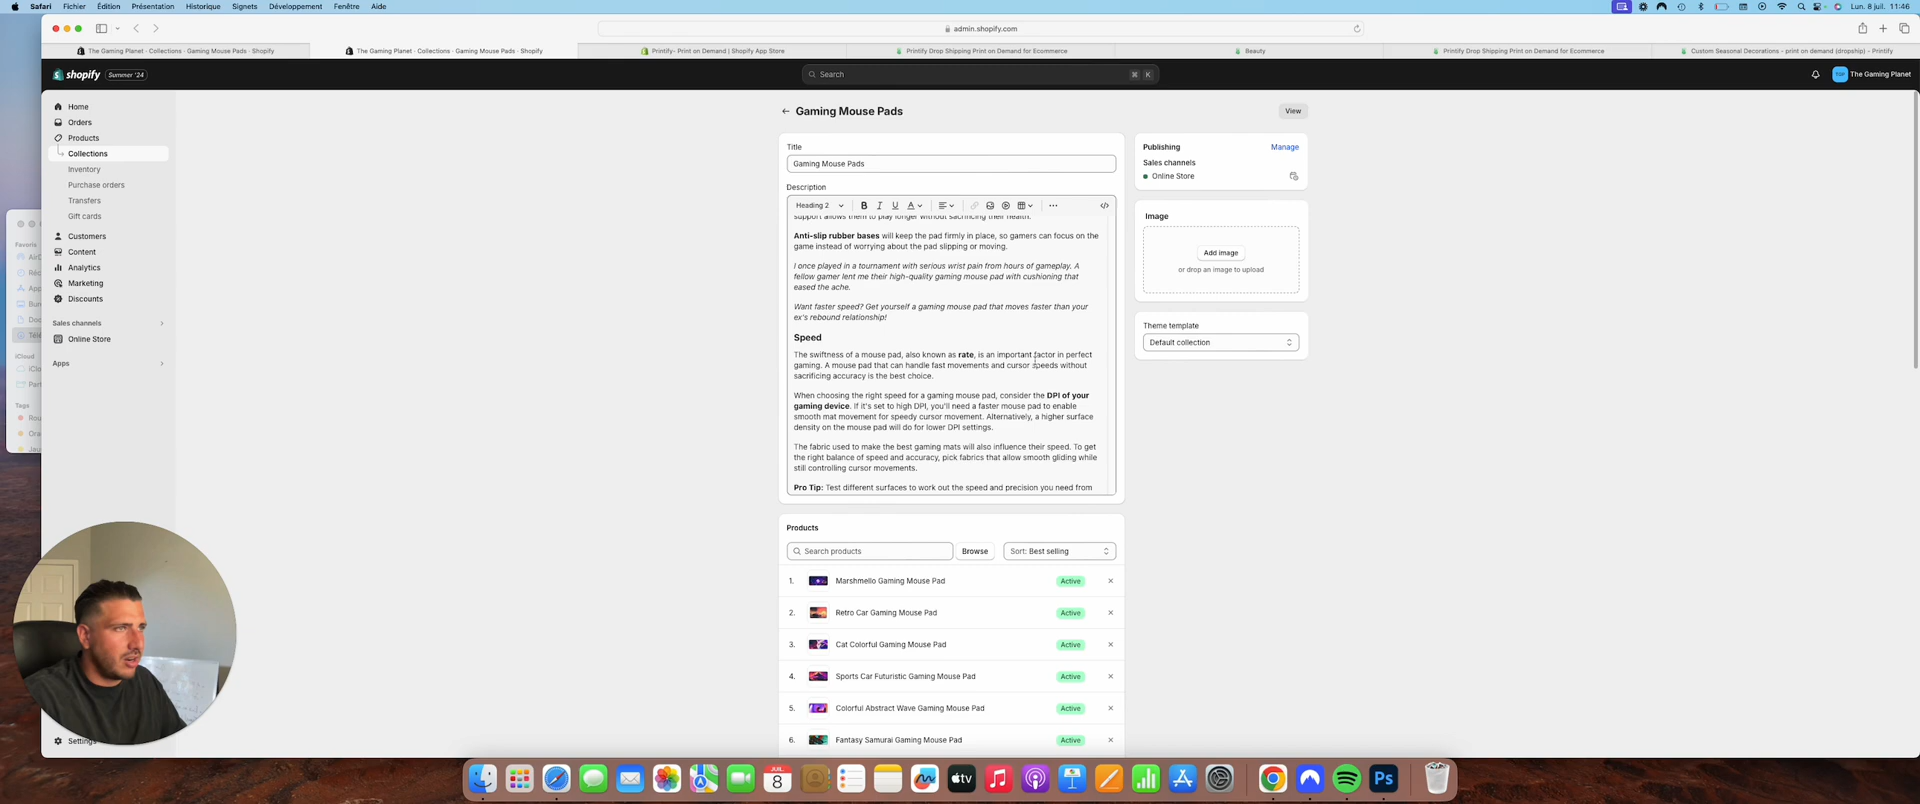 Safari Fichier Édition Présentation Historique Signets Développement Fenêtre Aide
Lun. 8 juil. 11:46
admin.shopify.com
The Gaming Planet · Collections · Gaming Mouse Pads · Shopify
The Gaming Planet · Collections · Gaming Mouse Pads · Shopify
Printify- Print on Demand | Shopify App Store
Printify Drop Shipping Print on Demand for Ecommerce
Beauty
Printify Drop Shipping Print on Demand for Ecommerce
Custom Seasonal Decorations - print on demand (dropship) - Printify
shopify Summer '24
Search
⌘ K
The Gaming Planet
Home
Orders
Products
Collections
Inventory
Purchase orders
Transfers
Gift cards
Customers
Content
Analytics
Marketing
Discounts
Sales channels
Online Store
Apps
Settings
Favoris
iCloud
Tags
Gaming Mouse Pads
View
Title
Gaming Mouse Pads
Description
Heading 2 B I U A
support allows them to play longer without sacrificing their health.
Anti-slip rubber bases will keep the pad firmly in place, so gamers can focus on the
game instead of worrying about the pad slipping or moving.
I once played in a tournament with serious wrist pain from hours of gameplay. A
fellow gamer lent me their high-quality gaming mouse pad with cushioning that
eased the ache.
Want faster speed? Get yourself a gaming mouse pad that moves faster than your
ex's rebound relationship!
Speed
The swiftness of a mouse pad, also known as rate, is an important factor in perfect
gaming. A mouse pad that can handle fast movements and cursor speeds without
sacrificing accuracy is the best choice.
When choosing the right speed for a gaming mouse pad, consider the DPI of your
gaming device. If it's set to high DPI, you'll need a faster mouse pad to enable
smooth mat movement for speedy cursor movement. Alternatively, a higher surface
density on the mouse pad will do for lower DPI settings.
The fabric used to make the best gaming mats will also influence their speed. To get
the right balance of speed and accuracy, pick fabrics that allow smooth gliding while
still controlling cursor movements.
Pro Tip: Test different surfaces to work out the speed and precision you need from
Publishing
Manage
Sales channels
Online Store
Image
Add image
or drop an image to upload
Theme template
Default collection
Products
Search products
Browse
Sort: Best selling
1. Marshmello Gaming Mouse Pad Active
2. Retro Car Gaming Mouse Pad Active
3. Cat Colorful Gaming Mouse Pad Active
4. Sports Car Futuristic Gaming Mouse Pad Active
5. Colorful Abstract Wave Gaming Mouse Pad Active
6. Fantasy Samurai Gaming Mouse Pad Active
JUIL.
8
tv
Ps